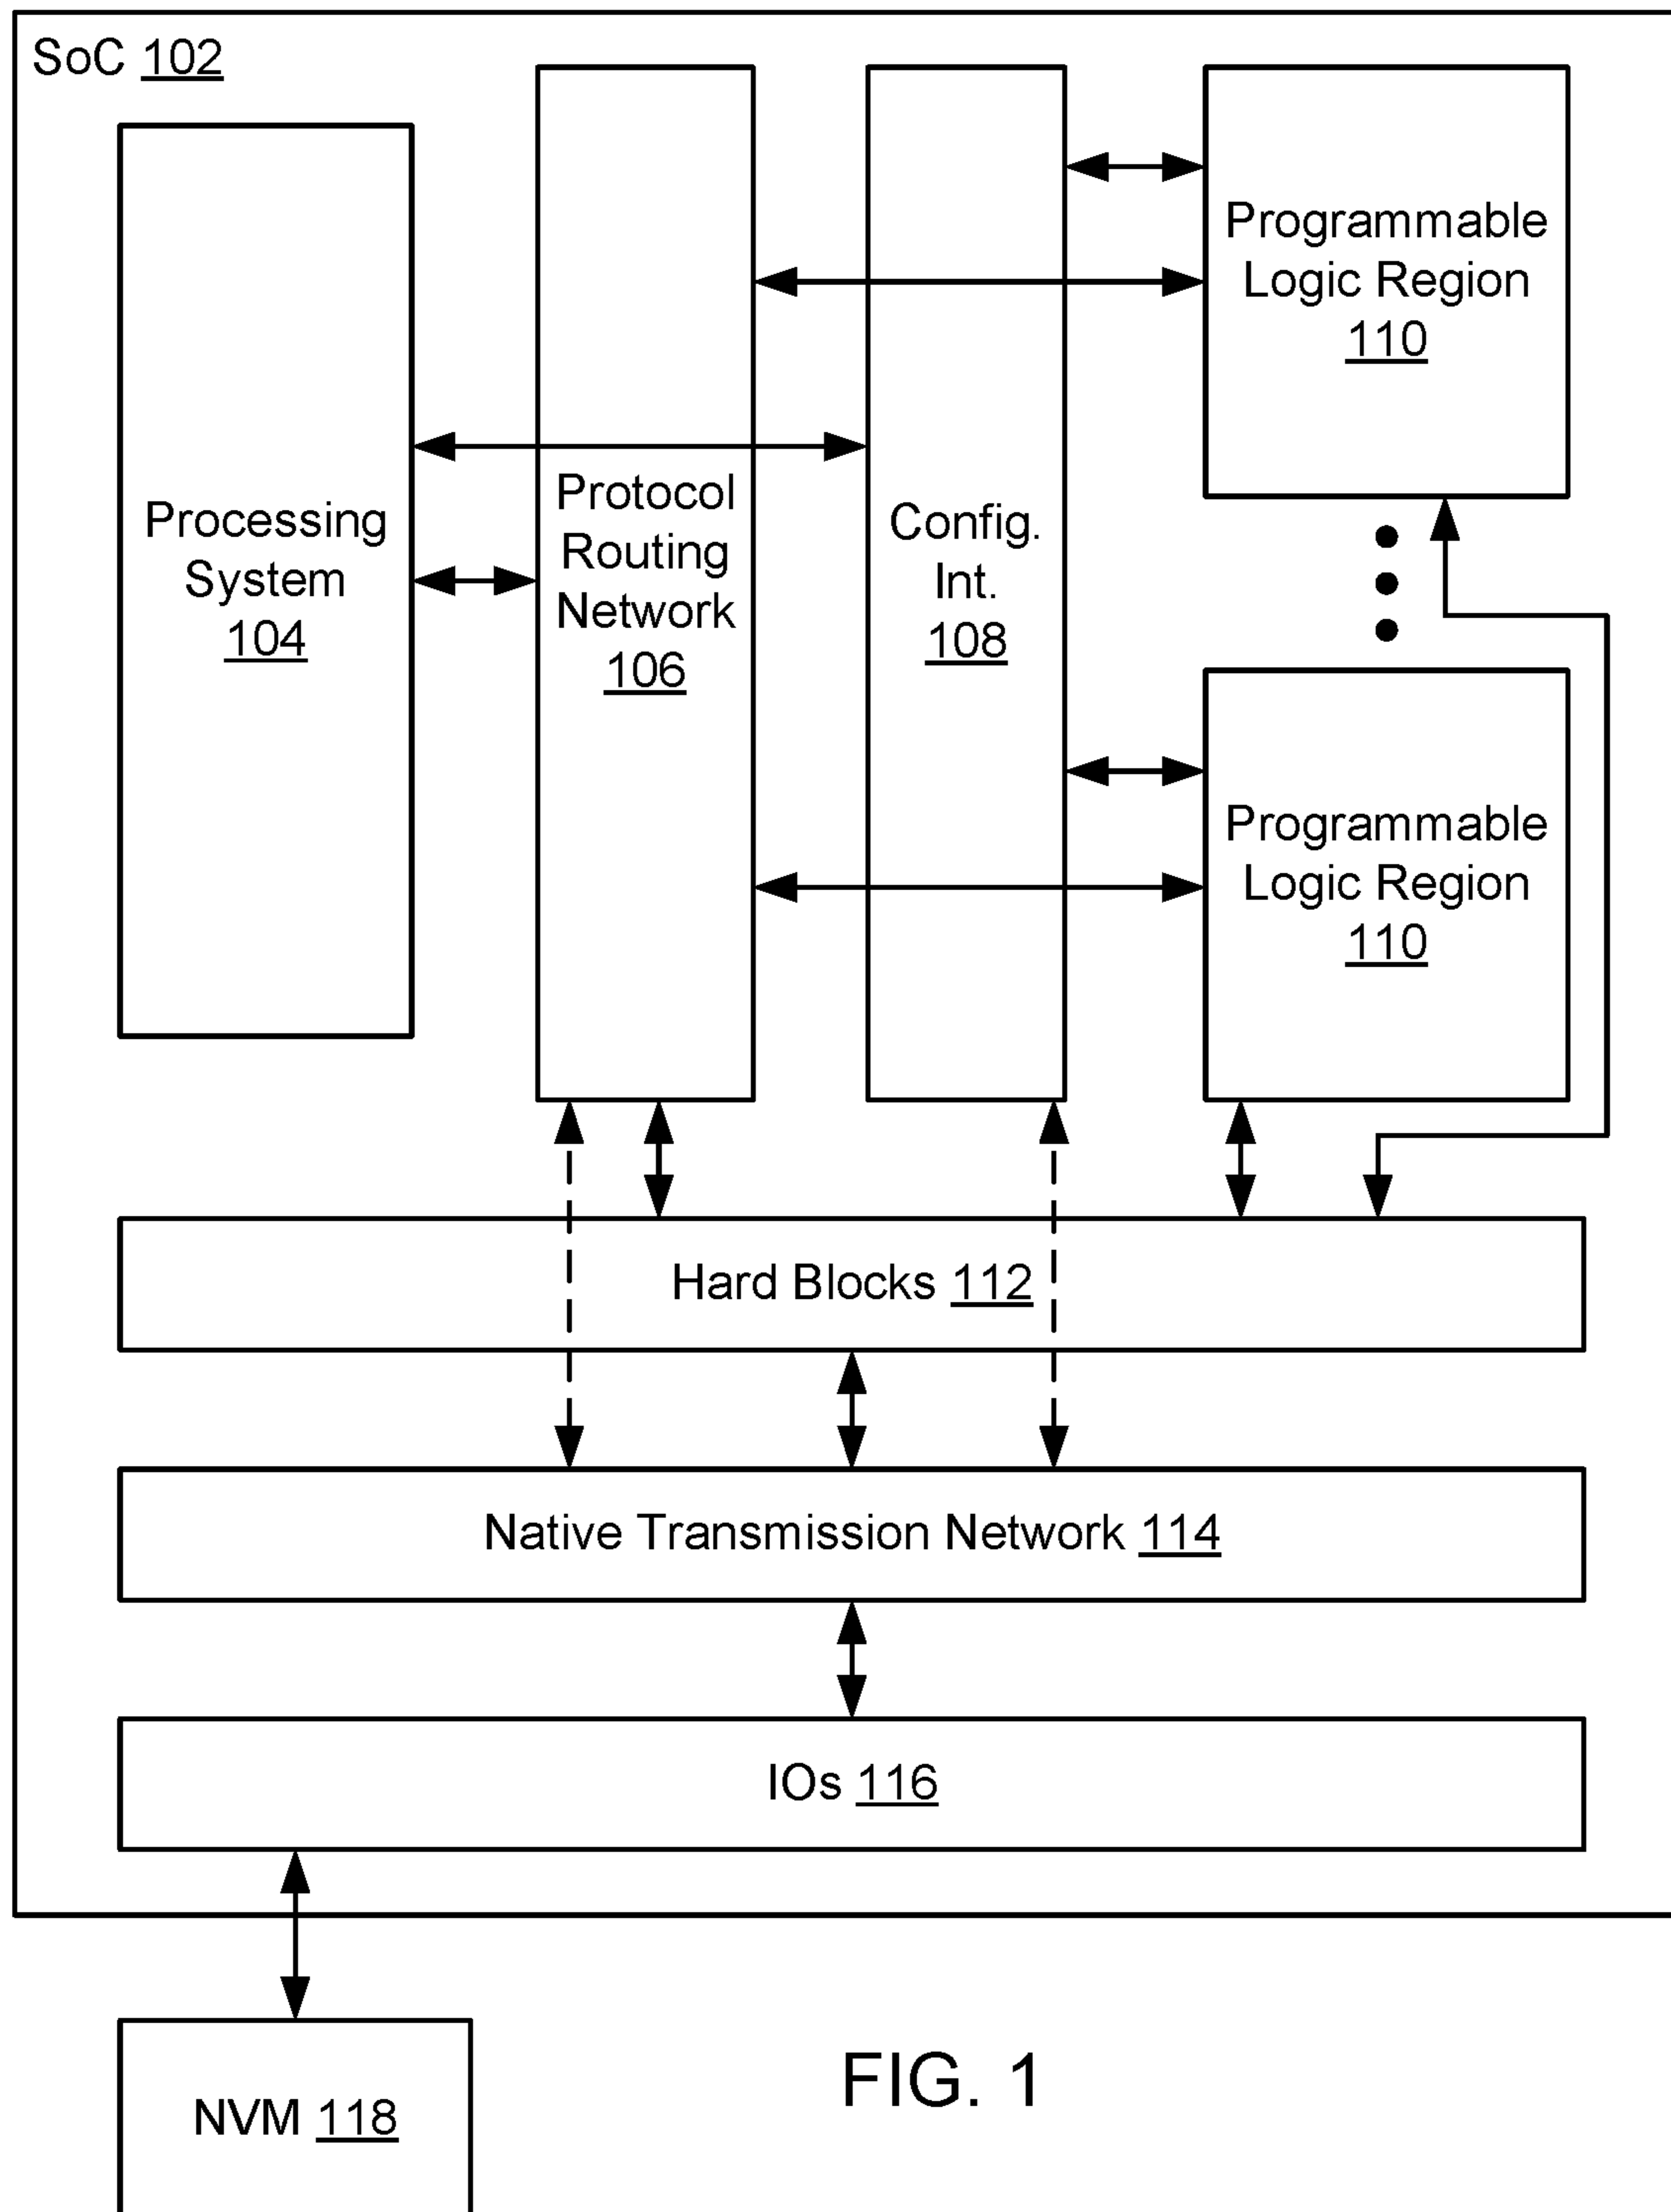 SoC 102
Processing
System
104
Protocol
Routing
Network
106
Config.
Int.
108
Programmable
Logic Region
110
Programmable
Logic Region
110
Hard Blocks 112
Native Transmission Network 114
IOs 116
NVM 118
FIG. 1